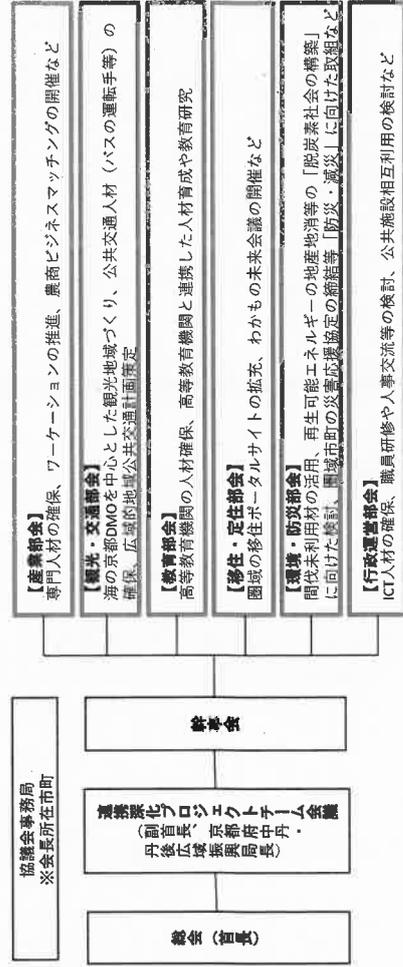 協議会事務局
※会長所在市町
総会（首長）
連携深化プロジェクトチーム会議
（副首長、京都府中丹・
丹後広域振興局長）
幹事会
【産業部会】
専門人材の確保、ワーケーションの推進、農商ビジネスマッチングの開催など
【観光・交通部会】
海の京都DMOを中心とした観光地域づくり、公共交通人材（バスの運転手等）の
確保、広域的地域公共交通計画策定
【教育部会】
高等教育機関の人材確保、高等教育機関と連携した人材育成や教育研究
【移住・定住部会】
圏域の移住ポータルサイトの拡充、わかもの未来会議の開催など
【環境・防災部会】
間伐未利用材の活用、再生可能エネルギーの地産地消等の「脱炭素社会の構築」
に向けた検討、圏域市町の災害応援協定の締結等「防災・減災」に向けた取組など
【行政運営部会】
ICT人材の確保、職員研修や人事交流等の検討、公共施設相互利用の検討など